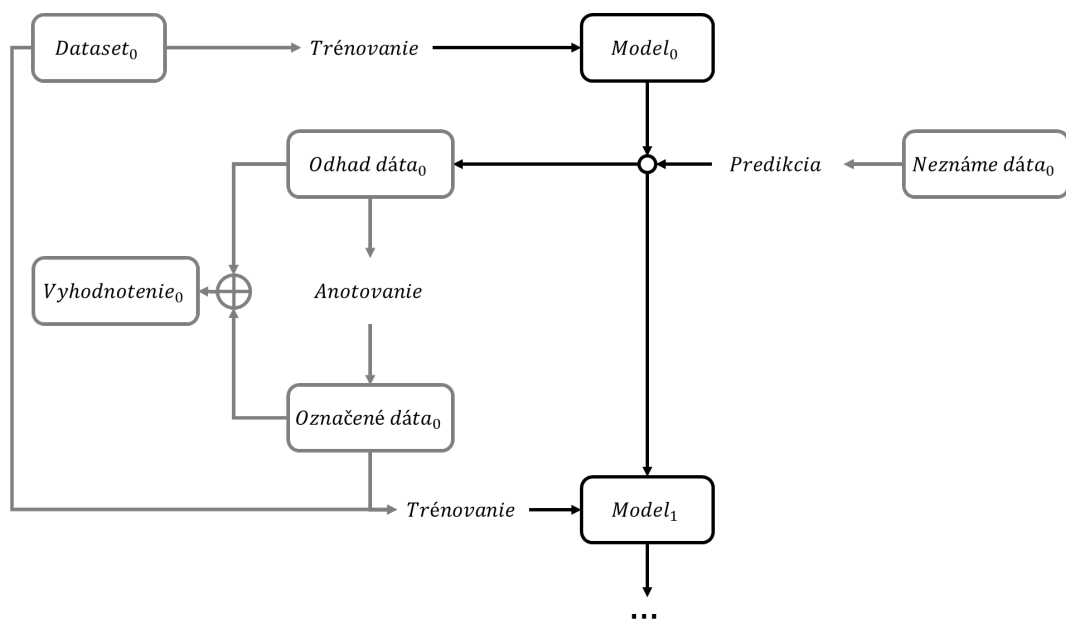 Dataset₀ Trénovanie Model₀
Odhad dáta₀ Predikcia Neznáme dáta₀
Vyhodnotenie₀ Anotovanie
Označené dáta₀
Trénovanie Model₁
...